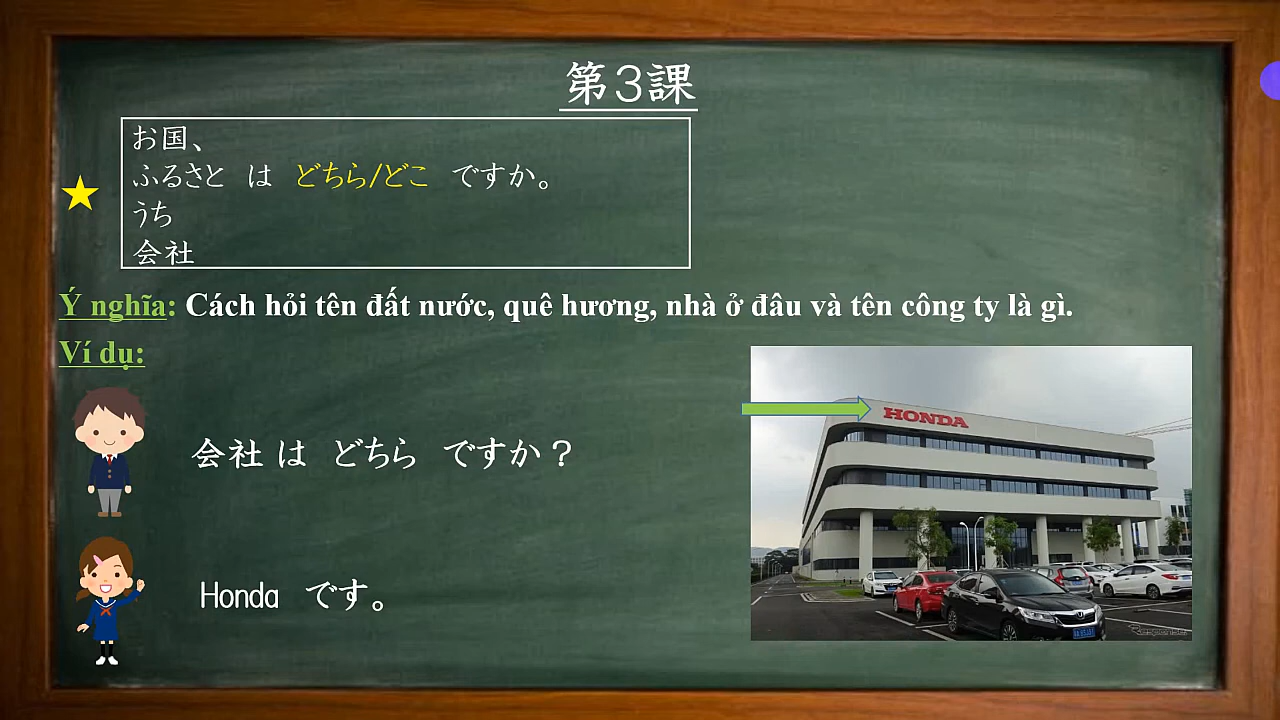 第3課
お国、
ふるさと は どちら/どこ ですか。
うち
会社
Ý nghĩa: Cách hỏi tên đất nước, quê hương, nhà ở đâu và tên công ty là gì.
Ví dụ:
会社 は どちら ですか？
HONDA
Honda です。